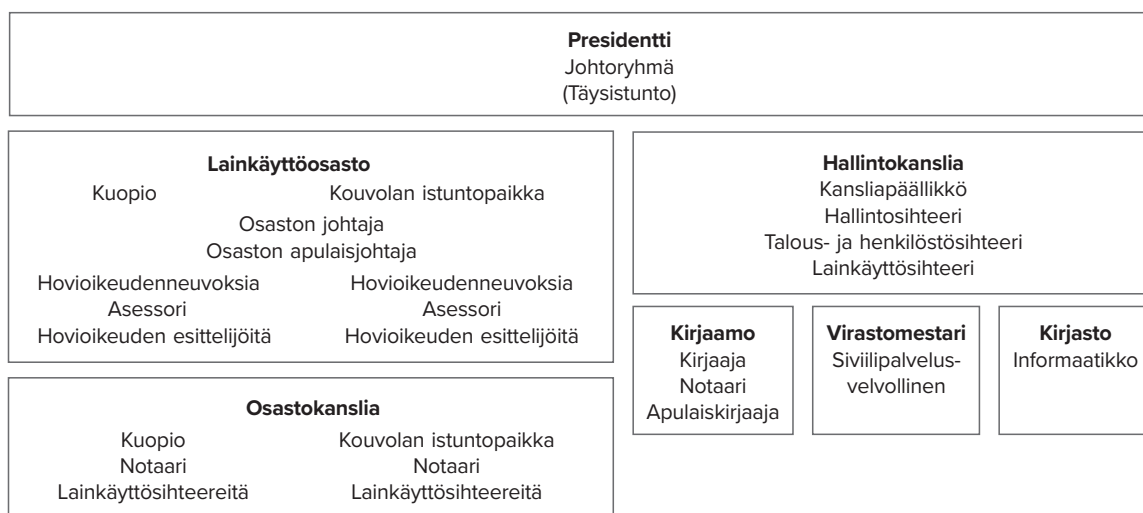 Presidentti
Johtoryhmä
(Täysistunto)
Lainkäyttöosasto
Kuopio Kouvolan istuntopaikka
Osaston johtaja
Osaston apulaisjohtaja
Hovioikeudenneuvoksia Hovioikeudenneuvoksia
Asessori Asessori
Hovioikeuden esittelijöitä Hovioikeuden esittelijöitä
Osastokanslia
Kuopio Kouvolan istuntopaikka
Notaari Notaari
Lainkäyttösihteereitä Lainkäyttösihteereitä
Hallintokanslia
Kansliapäällikkö
Hallintosihteeri
Talous- ja henkilöstösihteeri
Lainkäyttösihteeri
Kirjaamo
Kirjaaja
Notaari
Apulaiskirjaaja
Virastomestari
Siviilipalvelus-
velvollinen
Kirjasto
Informaatikko